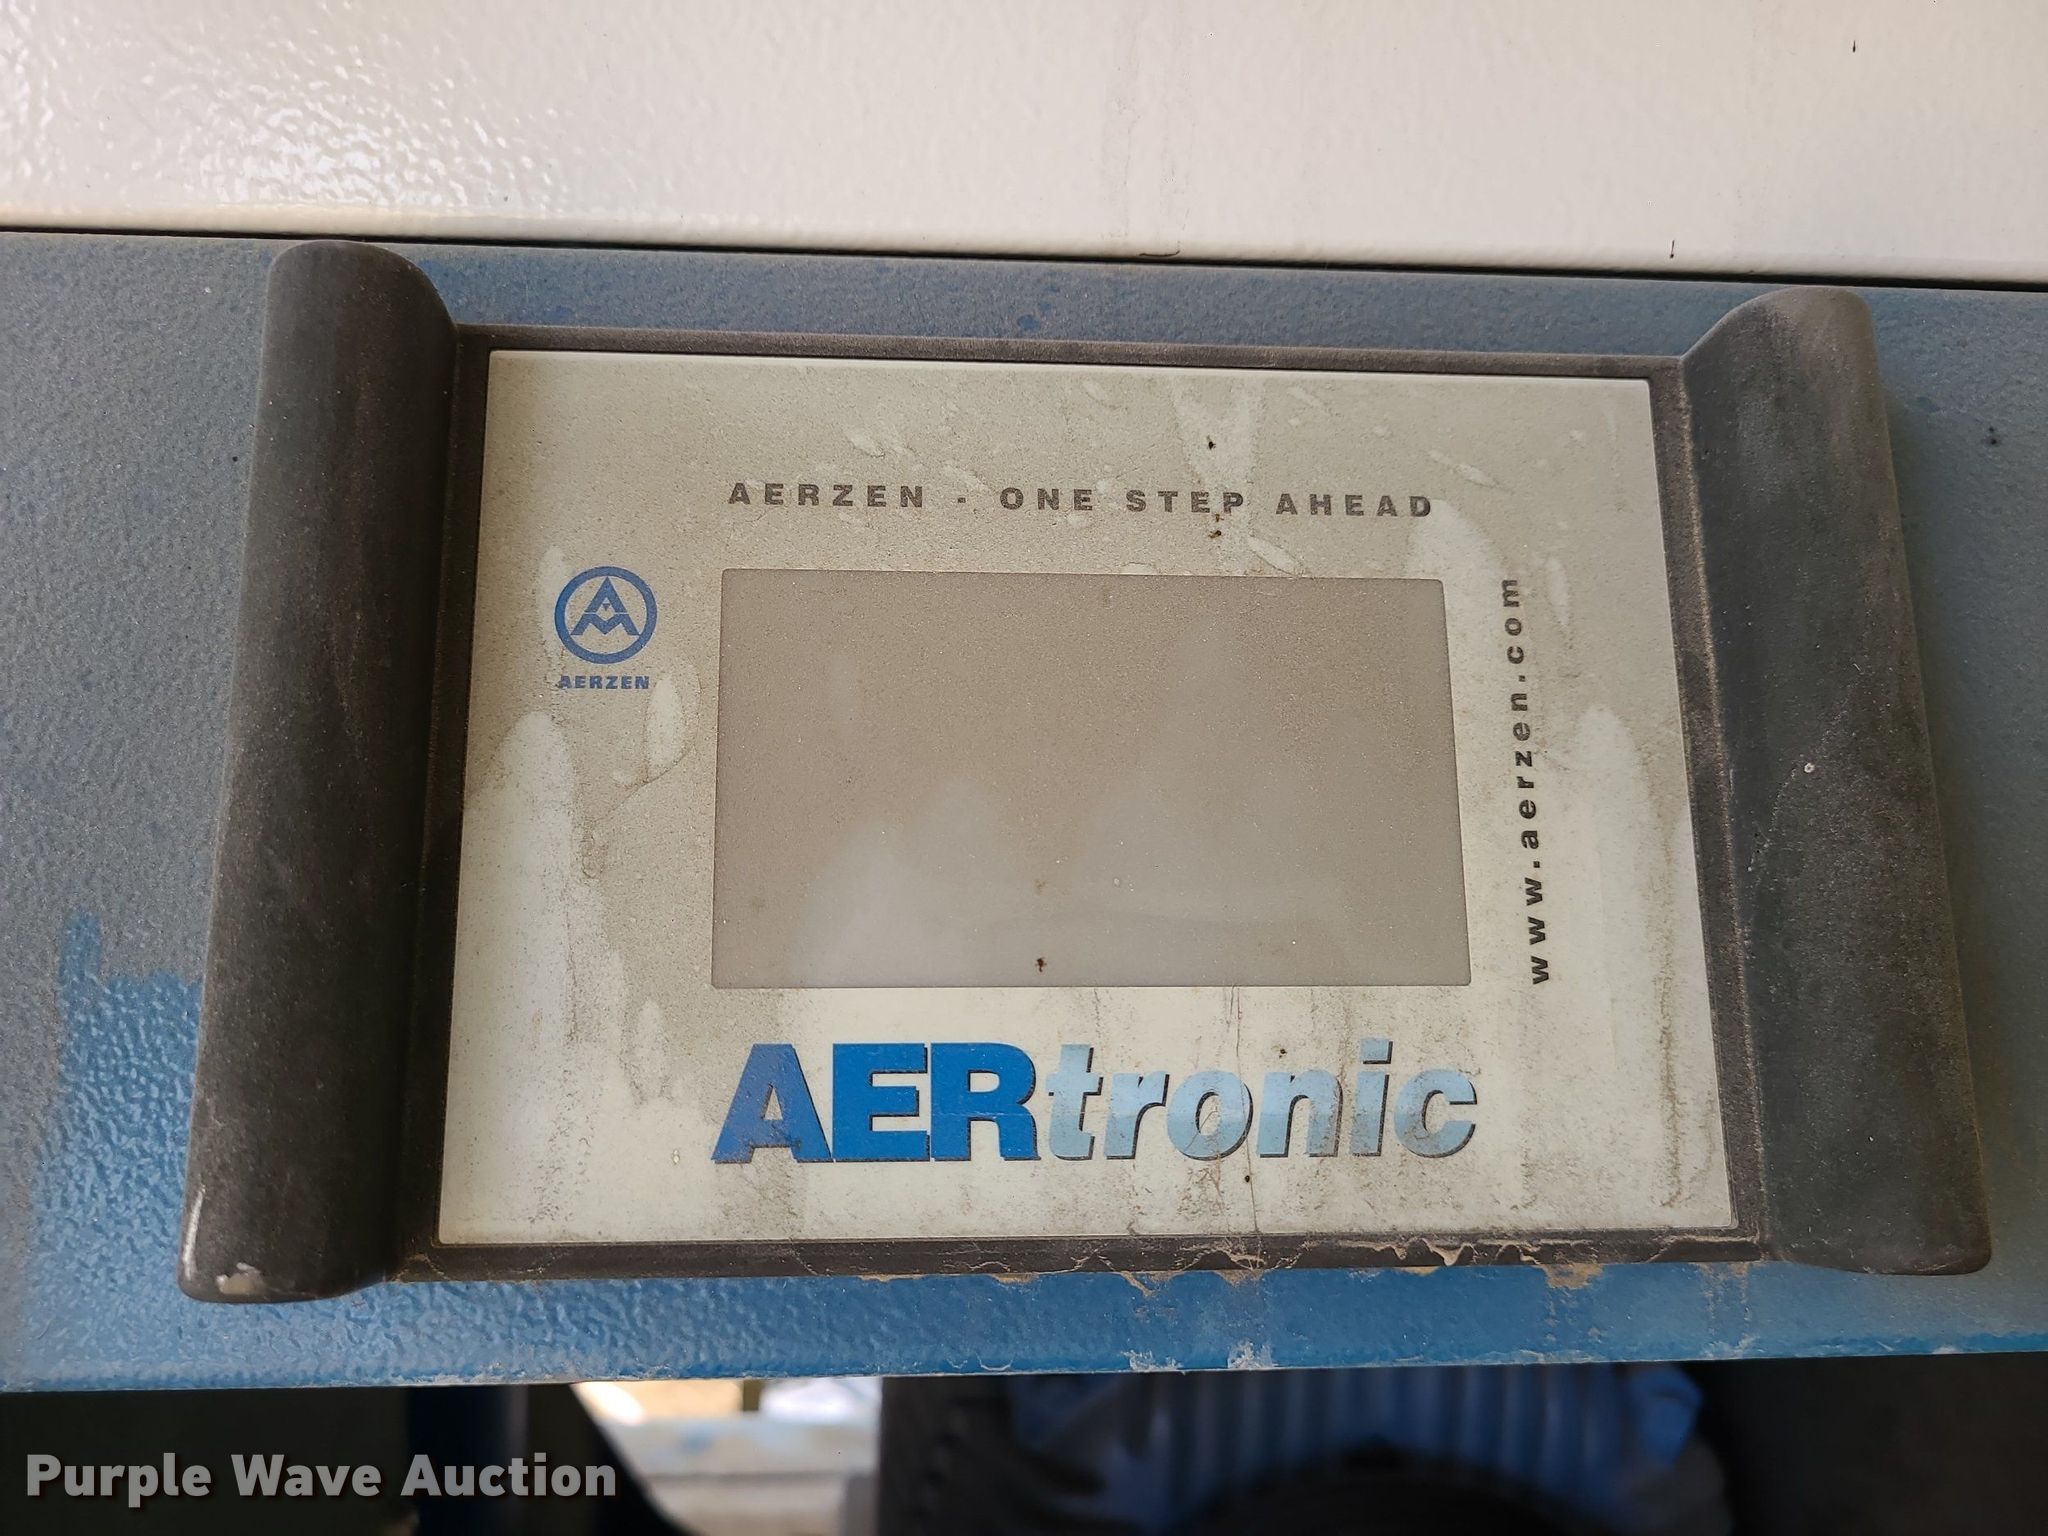 AERZEN - ONE STEP AHEAD
AERZEN
www.aerzen.com
AERtronic
Purple Wave Auction